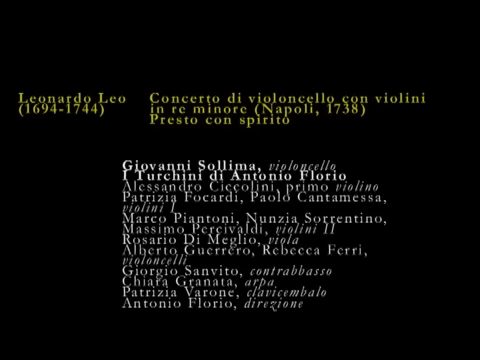 Leonardo Leo
(1694-1744)
Concerto di violoncello con violini
in re minore (Napoli, 1738)
Presto con spirito
Giovanni Sollima, violoncello
I Turchini di Antonio Florio
Alessandro Ciccolini, primo violino
Patrizia Focardi, Paolo Cantamessa,
violini I
Marco Piantoni, Nunzia Sorrentino,
Massimo Percivaldi, violini II
Rosario Di Meglio, viola
Alberto Guerrero, Rebecca Ferri,
violoncelli
Giorgio Sanvito, contrabbasso
Chiara Granata, arpa
Patrizia Varone, clavicembalo
Antonio Florio, direzione